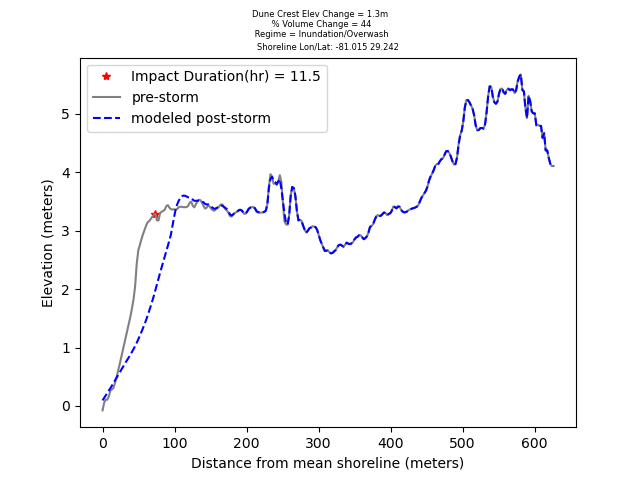 Dune Crest Elev Change = 1.3m
% Volume Change = 44
Regime = Inundation/Overwash
Shoreline Lon/Lat: -81.015 29.242
Impact Duration(hr) = 11.5
pre-storm
modeled post-storm
Elevation (meters)
5
4
3
2
1
0
0 100 200 300 400 500 600
Distance from mean shoreline (meters)